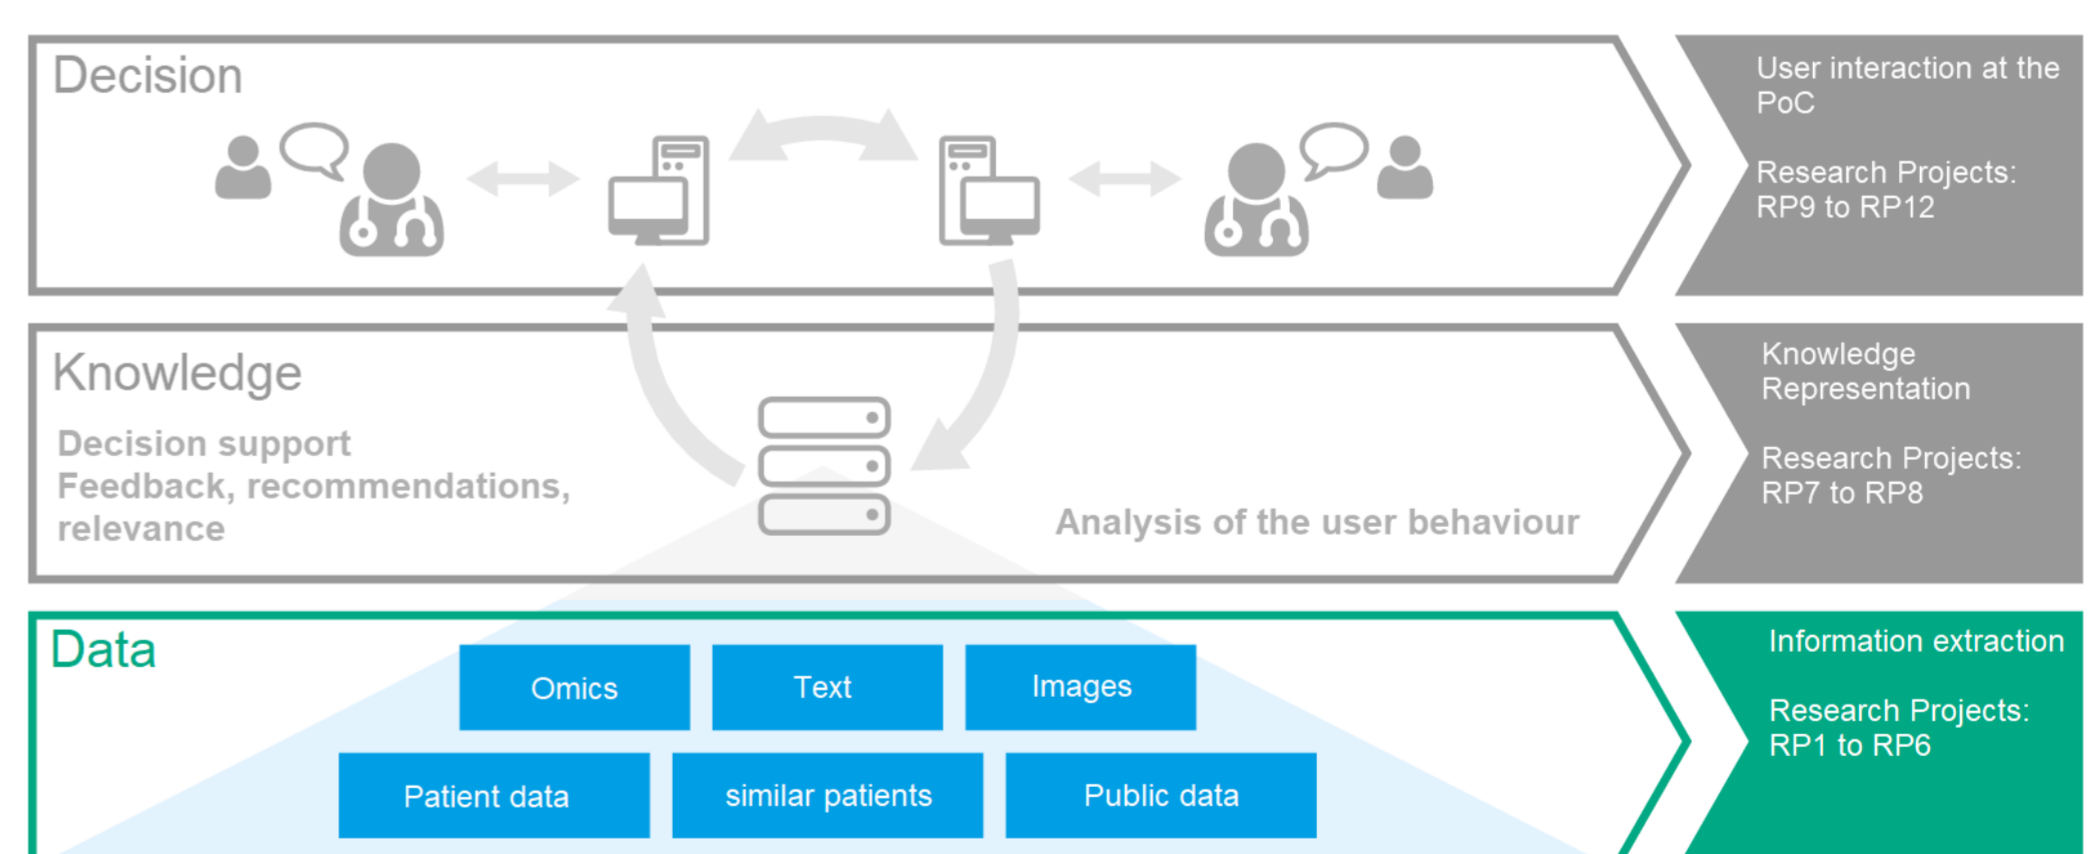 Decision
User interaction at the
PoC
Research Projects:
RP9 to RP12
Knowledge
Decision support
Feedback, recommendations,
relevance
Analysis of the user behaviour
Knowledge
Representation
Research Projects:
RP7 to RP8
Data
Omics
Text
Images
Patient data
similar patients
Public data
Information extraction
Research Projects:
RP1 to RP6